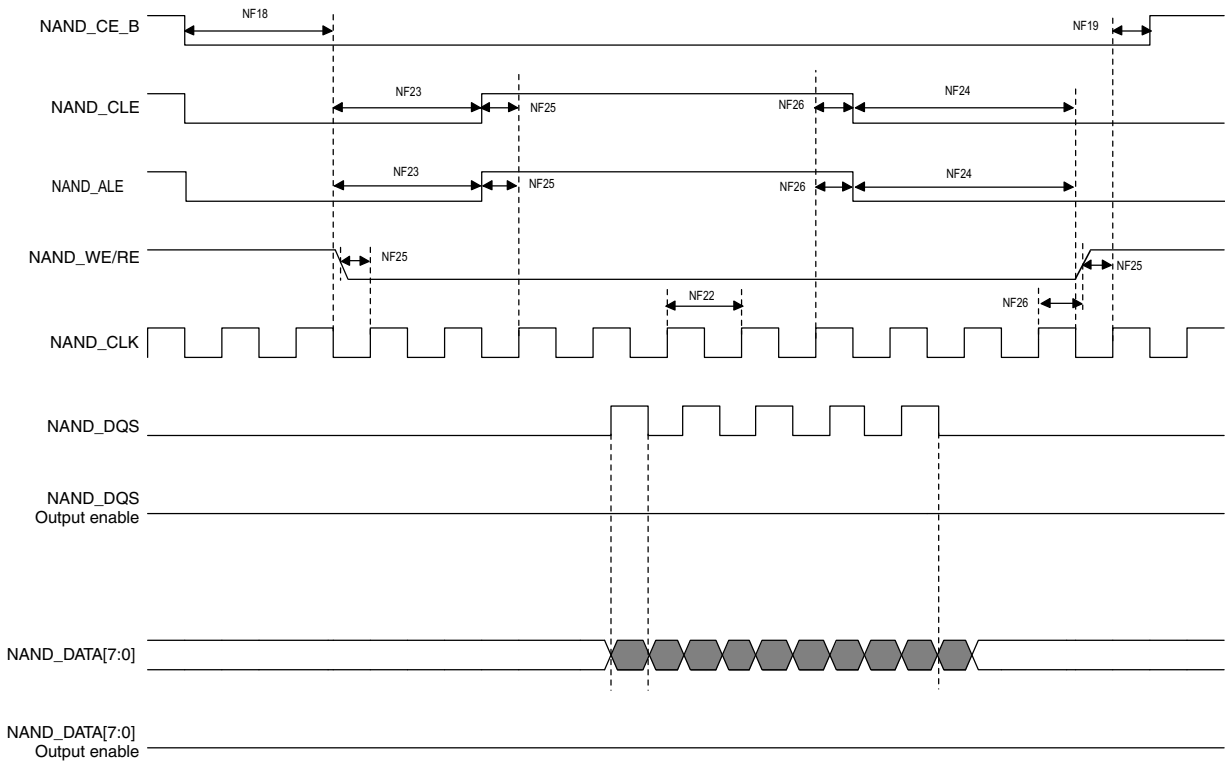 NAND_CE_B
NF18
NF19
NAND_CLE
NF23
NF25
NF26
NF24
NAND_ALE
NF23
NF25
NF26
NF24
NAND_WE/RE
NF25
NF25
NF22
NF26
NAND_CLK
NAND_DQS
NAND_DQS
Output enable
NAND_DATA[7:0]
NAND_DATA[7:0]
Output enable